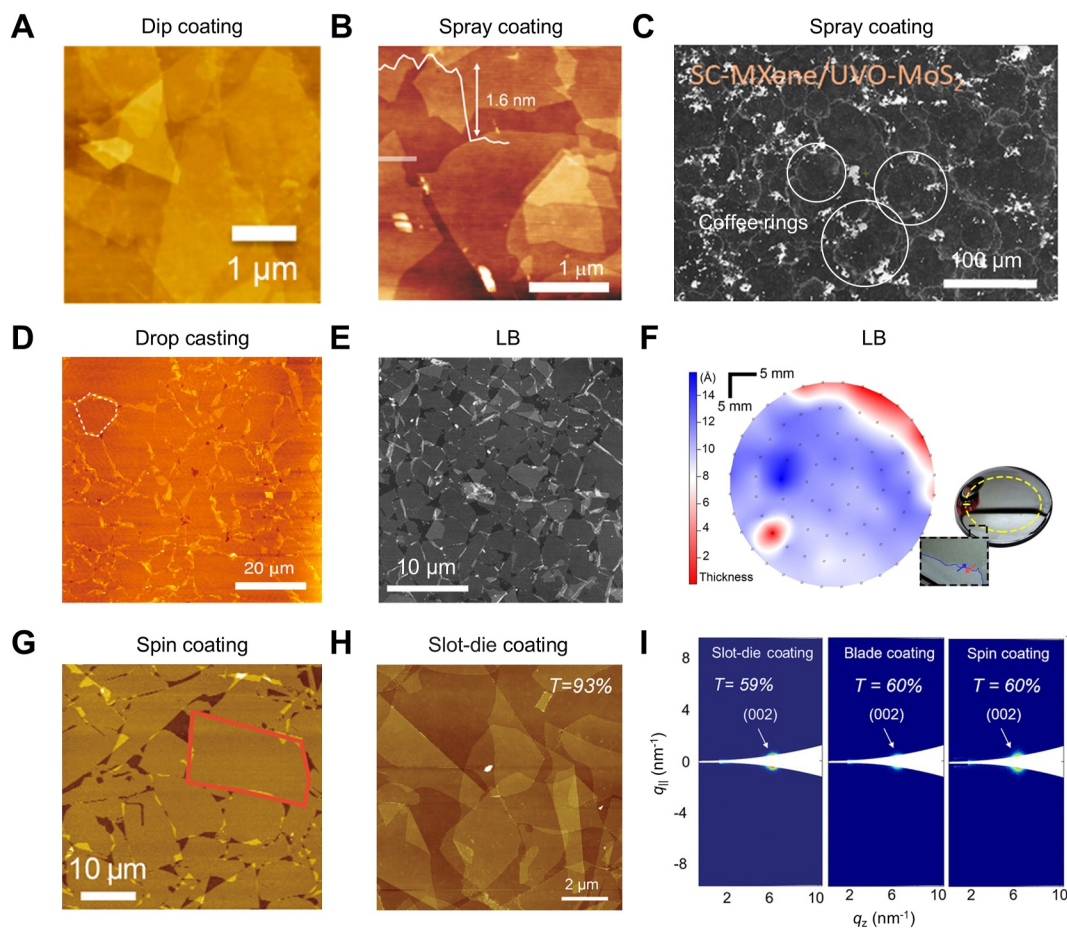 A
Dip coating
1 μm
B
Spray coating
1.6 nm
1 μm
C
Spray coating
SC-MXene/UVO-MoS₂
Coffee rings
100 μm
D
Drop casting
20 μm
E
LB
10 μm
F
LB
(Å)
14
12
10
8
6
4
2
Thickness
5 mm
5 mm
G
Spin coating
10 μm
H
Slot-die coating
T=93%
2 μm
I
Slot-die coating
T= 59%
(002)
Blade coating
T = 60%
(002)
Spin coating
T = 60%
(002)
8
4
0
-4
-8
q|| (nm⁻¹)
2 6 10
2 6 10
2 6 10
qz (nm⁻¹)